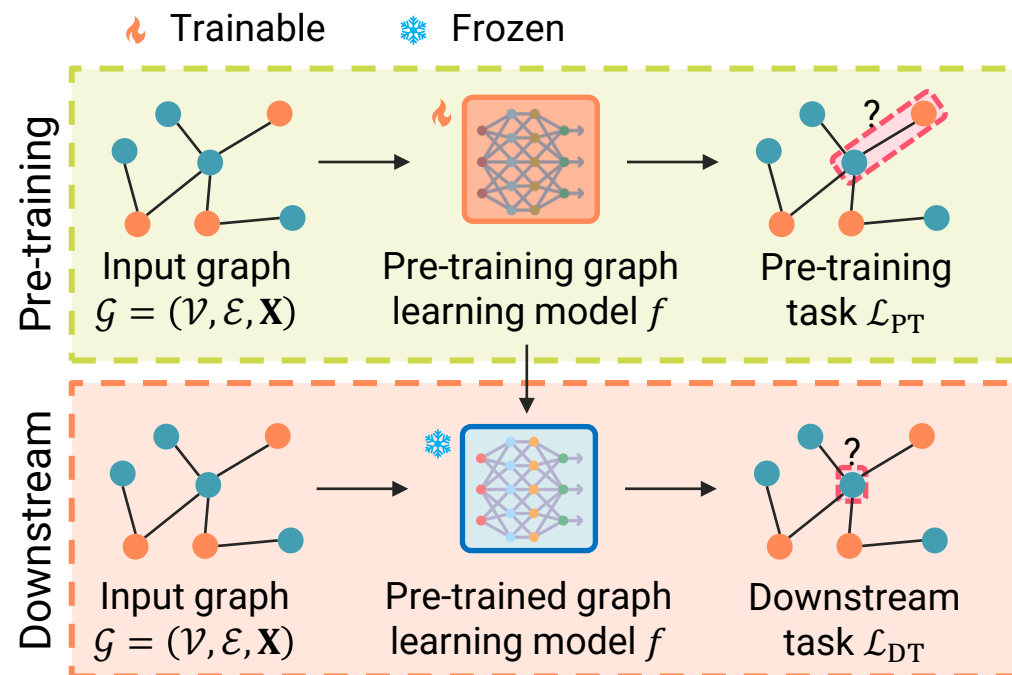 Trainable
Frozen
Pre-training
?
Input graph
𝒢 = (𝒱, ℰ, 𝐗)
Pre-training graph
learning model f
Pre-training
task ℒ_PT
Downstream
?
Input graph
𝒢 = (𝒱, ℰ, 𝐗)
Pre-trained graph
learning model f
Downstream
task ℒ_DT